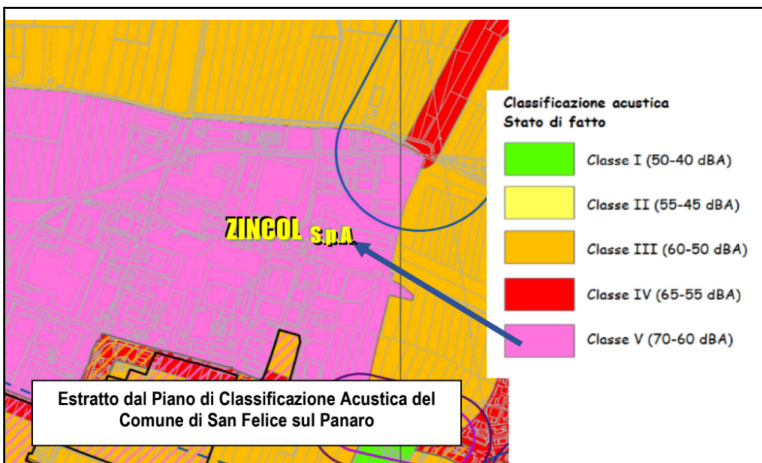 ZINCOL S.p.A.
Classificazione acustica
Stato di fatto
Classe I (50-40 dBA)
Classe II (55-45 dBA)
Classe III (60-50 dBA)
Classe IV (65-55 dBA)
Classe V (70-60 dBA)
Estratto dal Piano di Classificazione Acustica del
Comune di San Felice sul Panaro